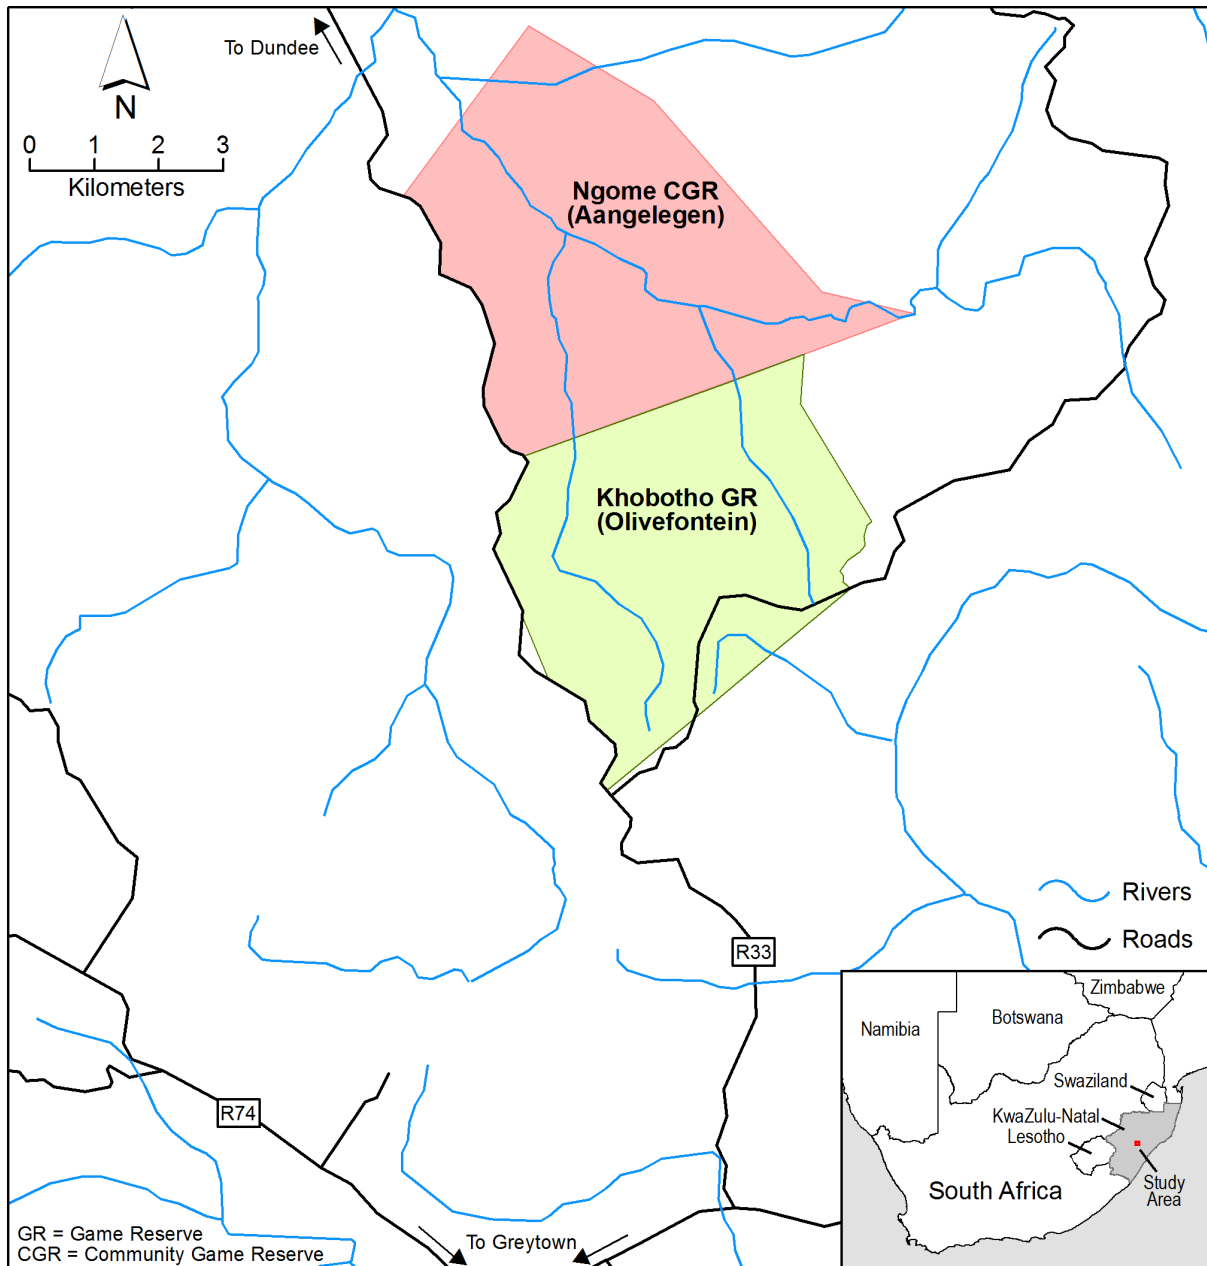 To Dundee
N
0 1 2 3
Kilometers
Ngome CGR
(Aangelegen)
Khobotho GR
(Olivefontein)
Rivers
Roads
R33
R74
To Greytown
GR = Game Reserve
CGR = Community Game Reserve
Zimbabwe
Botswana
Namibia
Swaziland
KwaZulu-Natal
Lesotho
South Africa
Study
Area